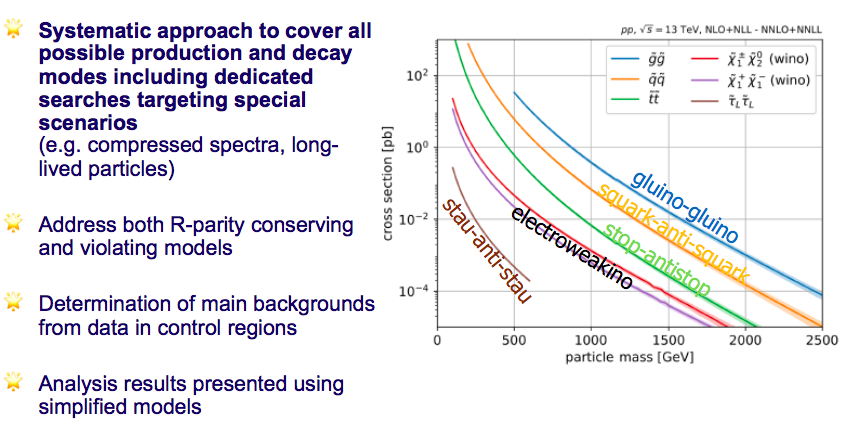 Systematic approach to cover all
possible production and decay
modes including dedicated
searches targeting special
scenarios
(e.g. compressed spectra, long-
lived particles)
Address both R-parity conserving
and violating models
Determination of main backgrounds
from data in control regions
Analysis results presented using
simplified models
pp, √s = 13 TeV, NLO+NLL - NNLO+NNLL
g̃g̃
q̃q̃
t̃t̃
χ̃₁± χ̃₂⁰ (wino)
χ̃₁⁺ χ̃₁⁻ (wino)
τ̃L τ̃L
cross section [pb]
10²
10⁰
10⁻²
10⁻⁴
gluino-gluino
squark-anti-squark
stop-antistop
electroweakino
stau-anti-stau
0 500 1000 1500 2000 2500
particle mass [GeV]